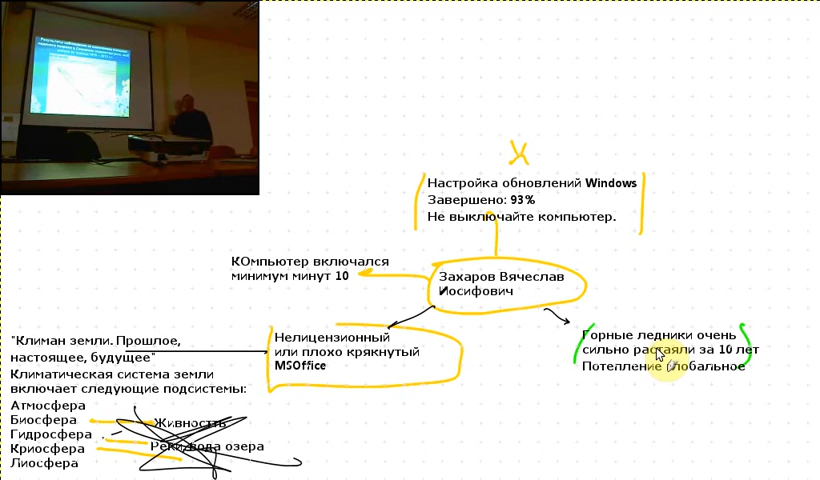 Настройка обновлений Windows
Завершено: 93%
Не выключайте компьютер.
КОмпьютер включался
минимум минут 10
Захаров Вячеслав
Иосифович
Нелицензионный
или плохо крякнутый
MSOffice
Горные ледники очень
сильно растаяли за 10 лет
Потепление глобальное
"Климан земли. Прошлое,
настоящее, будущее"
Климатическая система земли
включает следующие подсистемы:
Атмосфера
Биосфера
Гидросфера
Криосфера
Лиосфера
Живность
Реки, вода озера